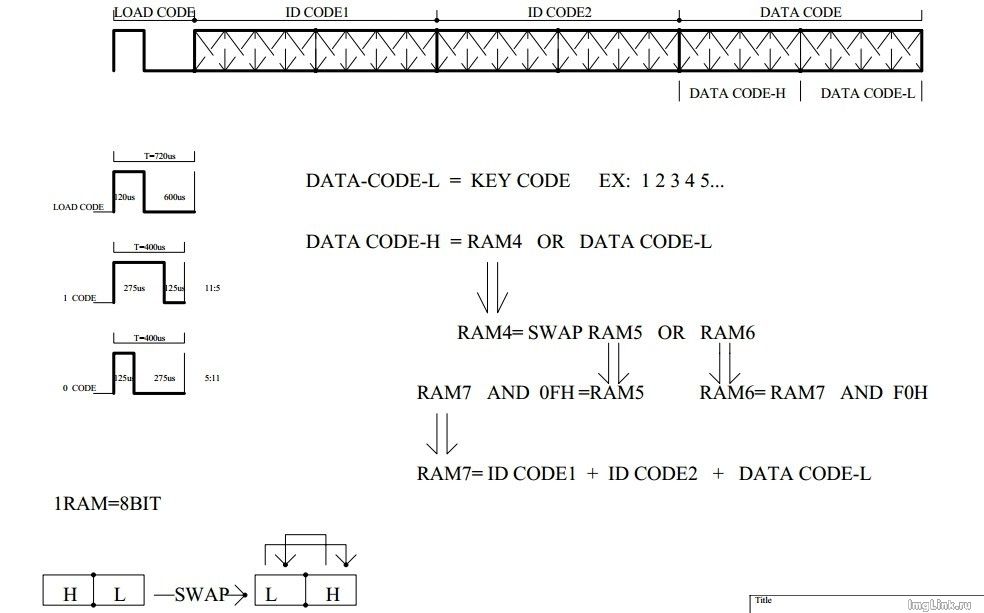 LOAD CODE ID CODE1 ID CODE2 DATA CODE
DATA CODE-H DATA CODE-L
T=720us
120us 600us
LOAD CODE
DATA-CODE-L = KEY CODE EX: 1 2 3 4 5...
T=400us
275us 125us 11:5
1 CODE
DATA CODE-H = RAM4 OR DATA CODE-L
RAM4= SWAP RAM5 OR RAM6
T=400us
125us 275us 5:11
0 CODE
RAM7 AND 0FH =RAM5 RAM6= RAM7 AND F0H
RAM7= ID CODE1 + ID CODE2 + DATA CODE-L
1RAM=8BIT
H L SWAP L H
Title
ImgLink.ru